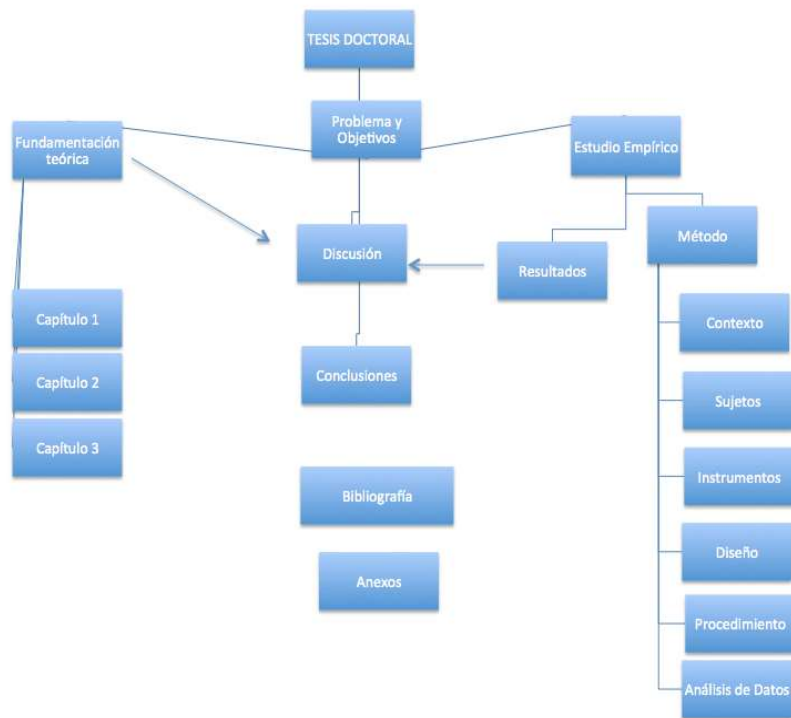 TESIS DOCTORAL
Problema y
Objetivos
Fundamentación
teórica
Estudio Empírico
Discusión
Resultados
Método
Capítulo 1
Capítulo 2
Capítulo 3
Conclusiones
Contexto
Sujetos
Instrumentos
Diseño
Procedimiento
Análisis de Datos
Bibliografía
Anexos